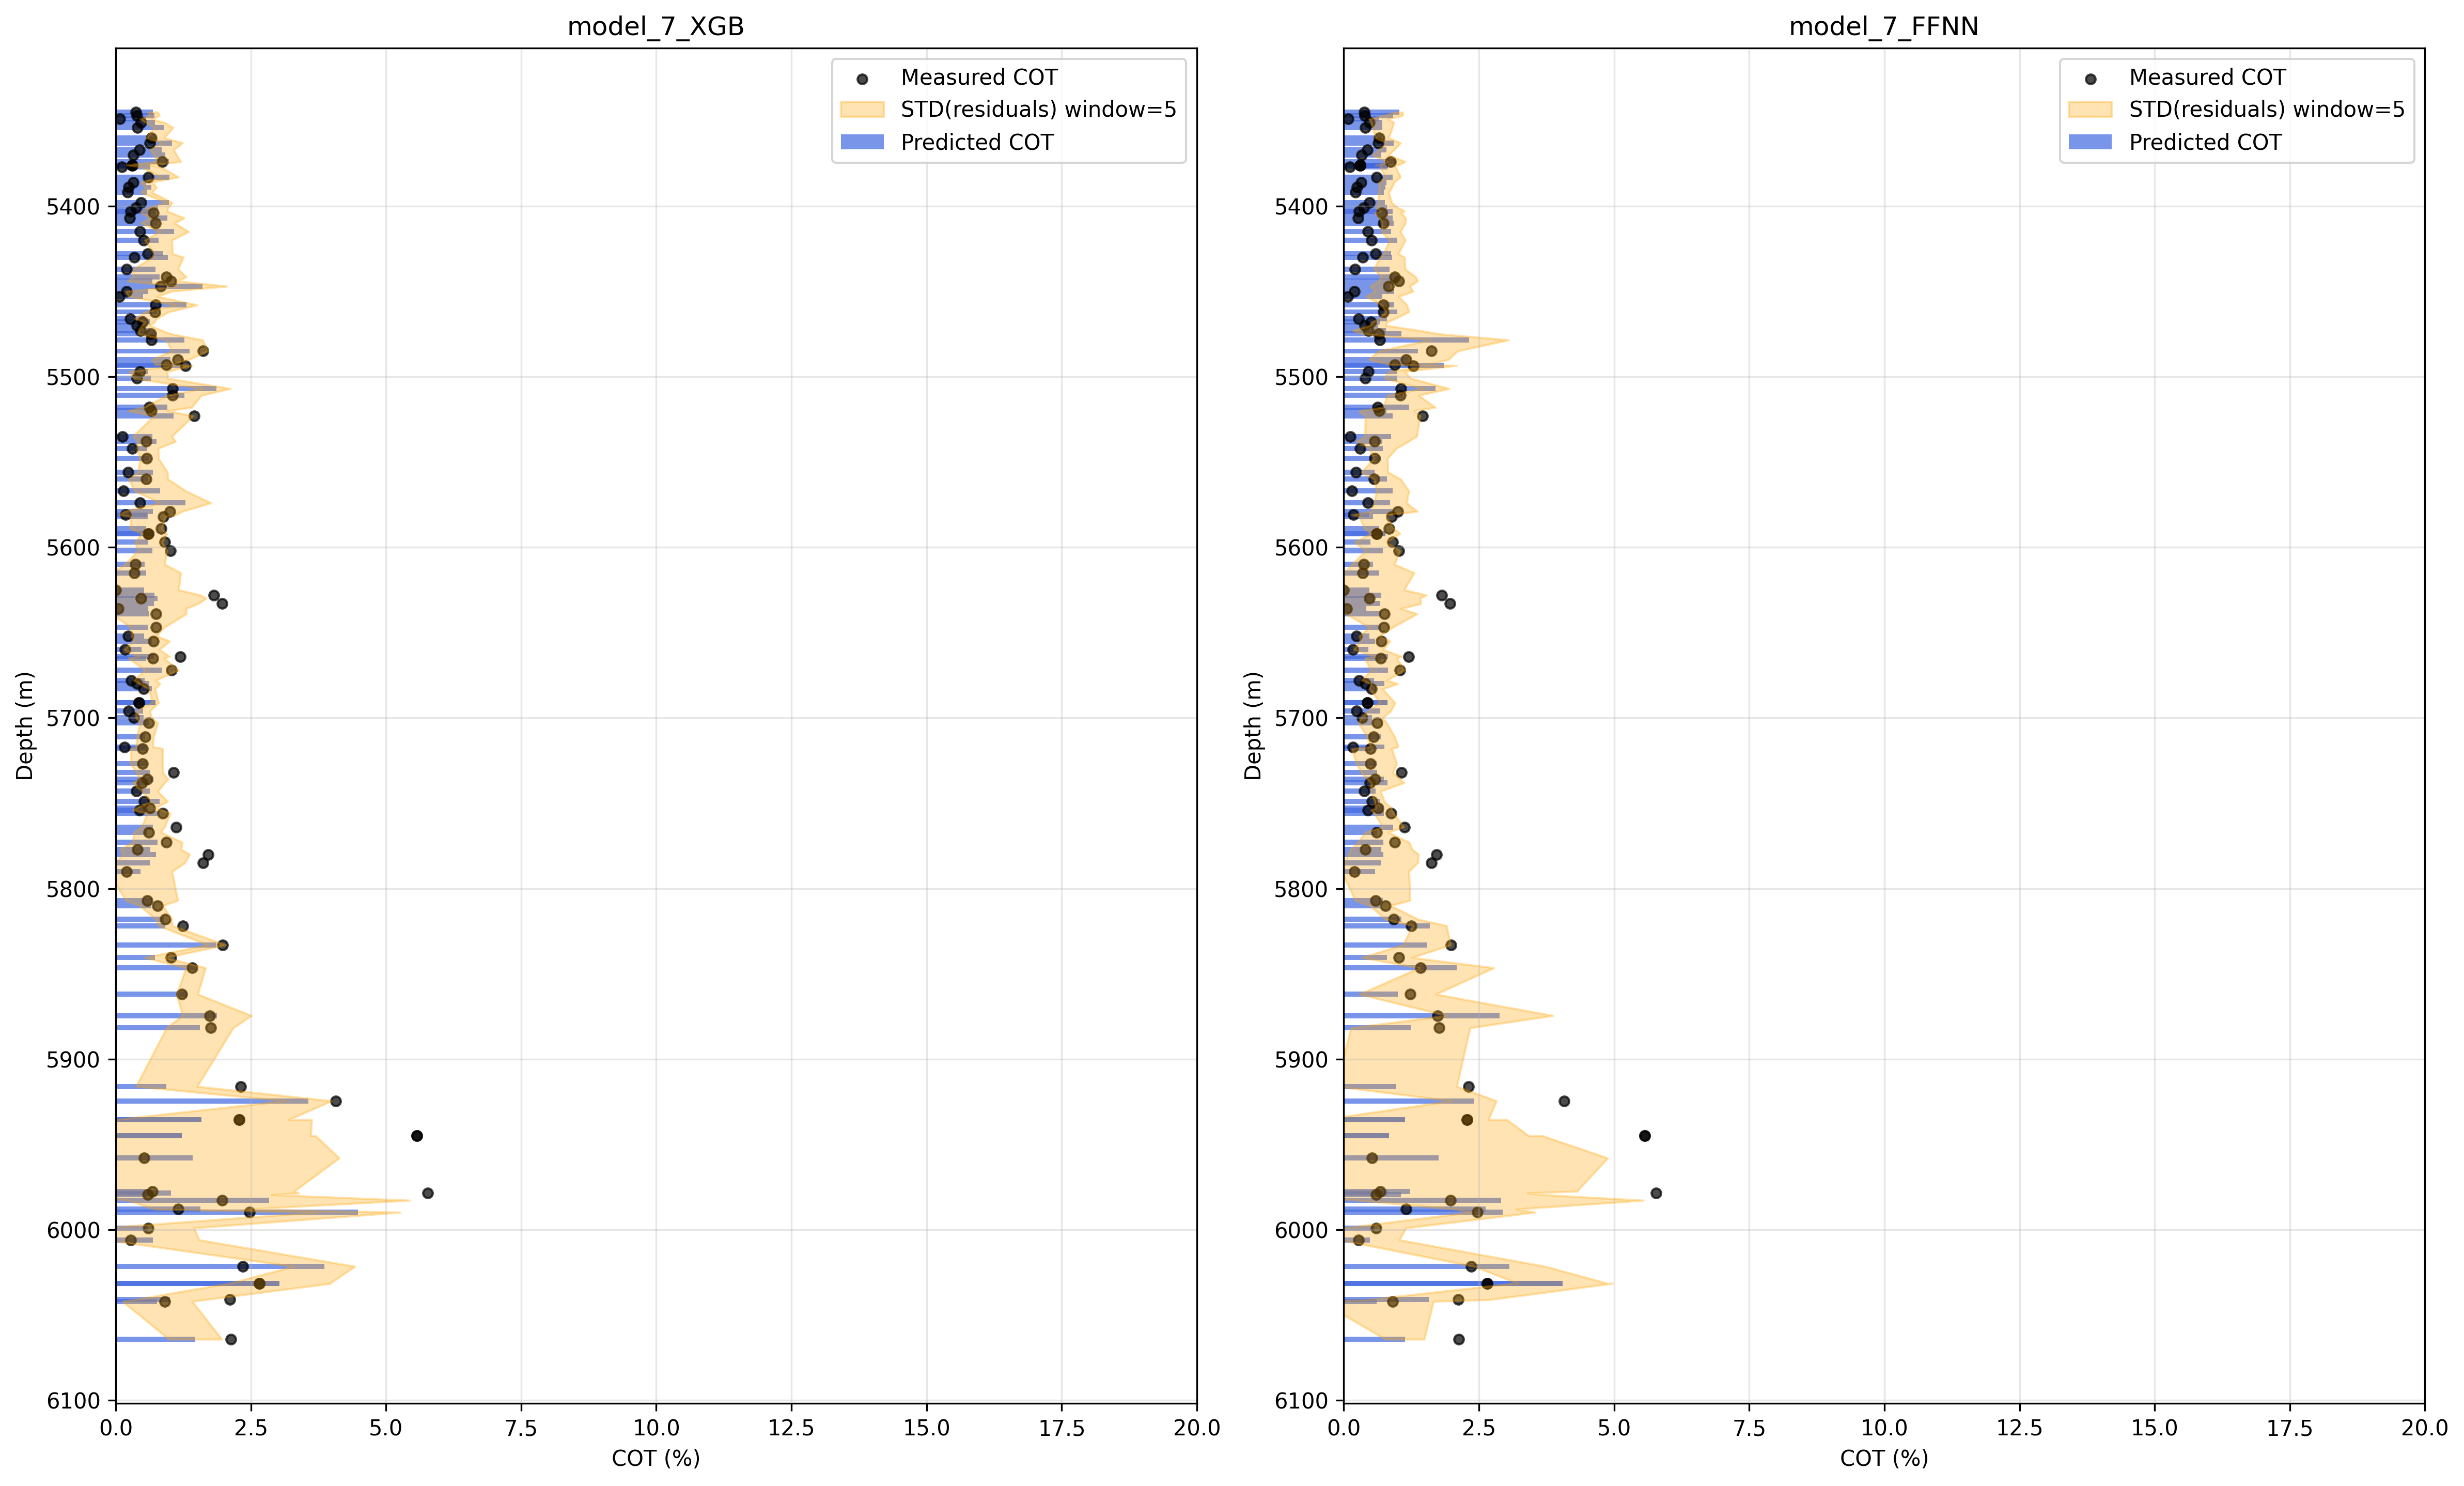 model_7_XGB
Measured COT
STD(residuals) window=5
Predicted COT
5400
5500
5600
5700
5800
5900
6000
6100
Depth (m)
0.0 2.5 5.0 7.5 10.0 12.5 15.0 17.5 20.0
COT (%)
model_7_FFNN
Measured COT
STD(residuals) window=5
Predicted COT
5400
5500
5600
5700
5800
5900
6000
6100
Depth (m)
0.0 2.5 5.0 7.5 10.0 12.5 15.0 17.5 20.0
COT (%)